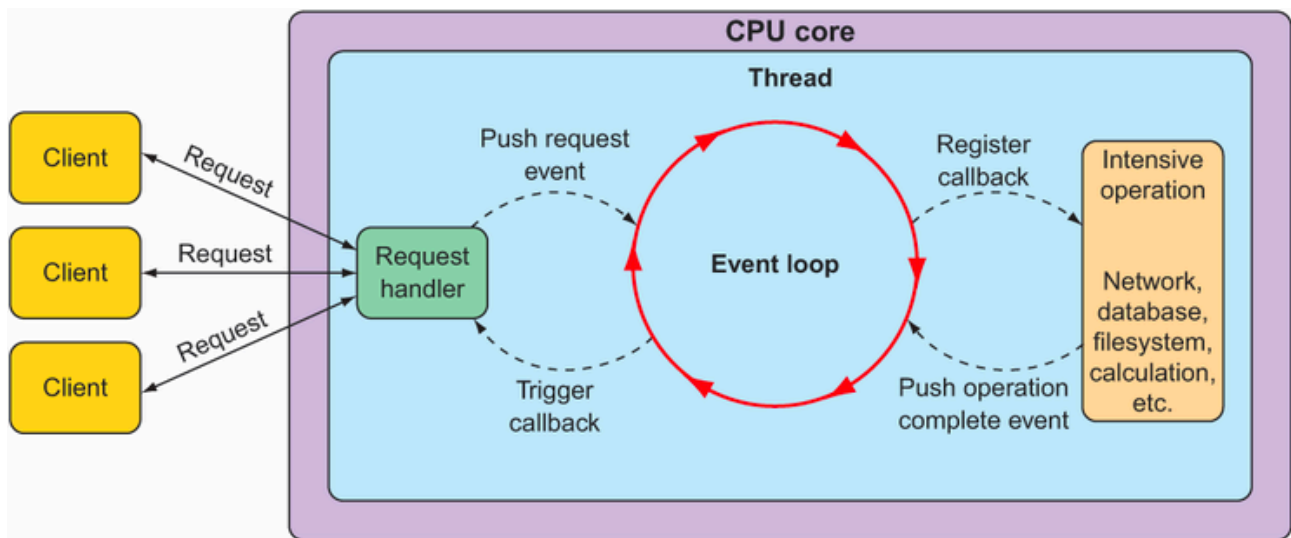 CPU core
Thread
Client
Client
Client
Request
Request
Request
Request
handler
Push request
event
Trigger
callback
Event loop
Register
callback
Push operation
complete event
Intensive
operation
Network,
database,
filesystem,
calculation,
etc.